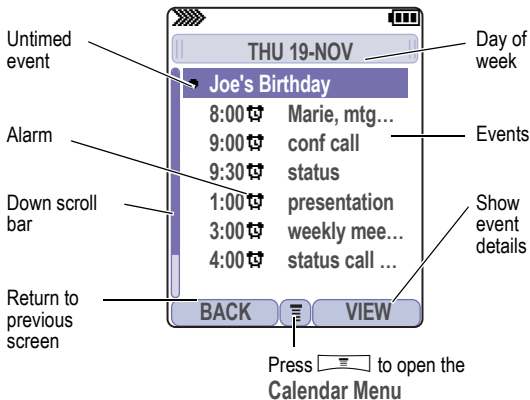 Untimed
event
Alarm
Down scroll
bar
Return to
previous
screen
THU 19-NOV
Joe's Birthday
8:00 Marie, mtg…
9:00 conf call
9:30 status
1:00 presentation
3:00 weekly mee…
4:00 status call …
BACK VIEW
Day of
week
Events
Show
event
details
Press to open the
Calendar Menu